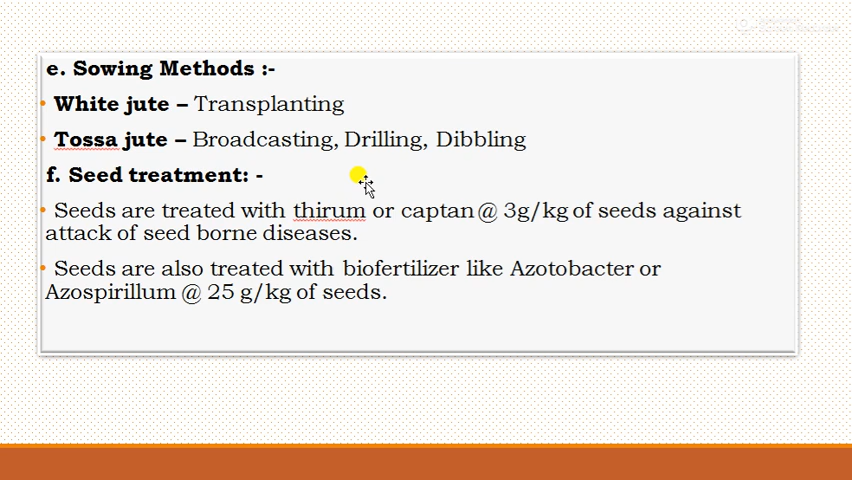 e. Sowing Methods :-
• White jute – Transplanting
• Tossa jute – Broadcasting, Drilling, Dibbling
f. Seed treatment: -
• Seeds are treated with thirum or captan @ 3g/kg of seeds against
attack of seed borne diseases.
• Seeds are also treated with biofertilizer like Azotobacter or
Azospirillum @ 25 g/kg of seeds.